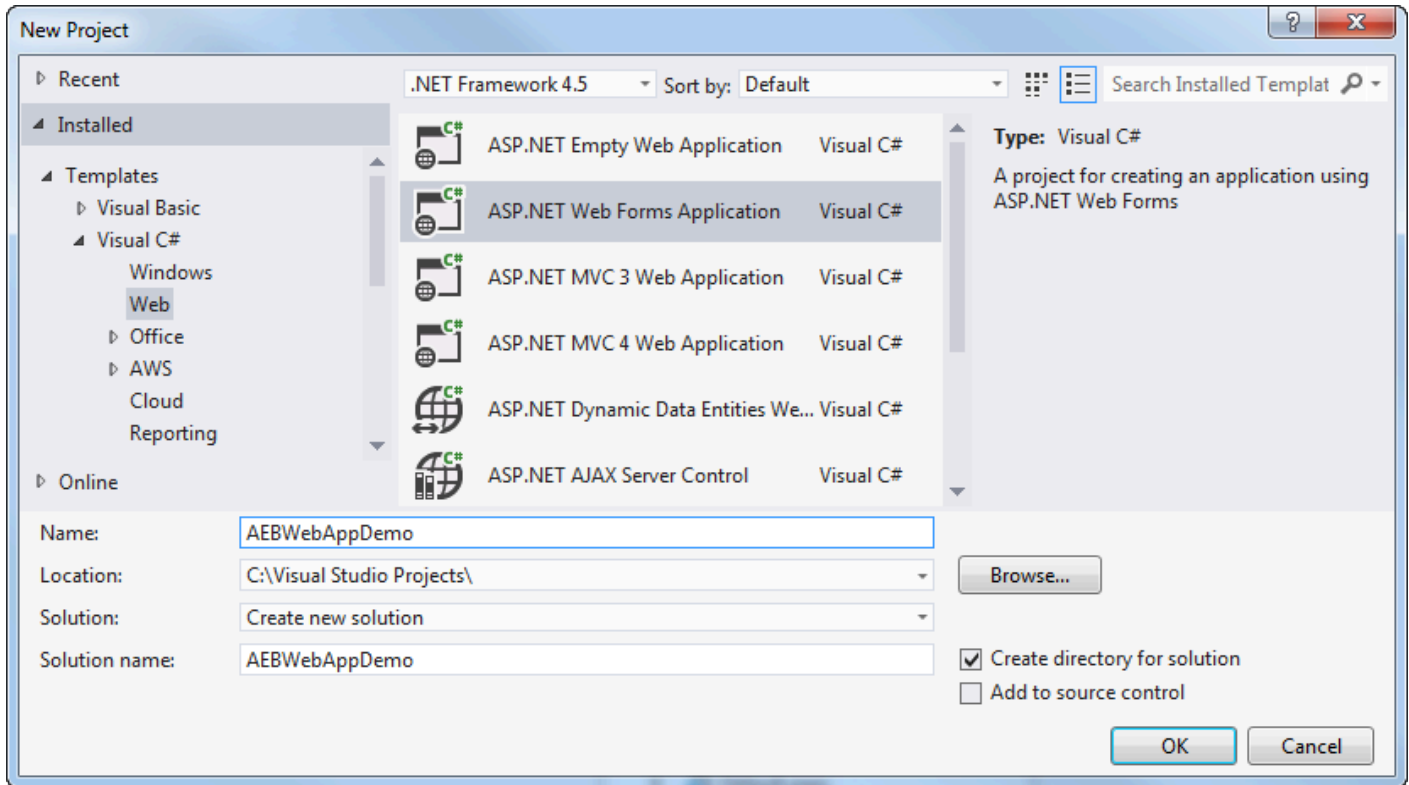 New Project
Recent
Installed
Templates
Visual Basic
Visual C#
Windows
Web
Office
AWS
Cloud
Reporting
Online
.NET Framework 4.5 Sort by: Default Search Installed Templat
C# ASP.NET Empty Web Application Visual C#
C# ASP.NET Web Forms Application Visual C#
C# ASP.NET MVC 3 Web Application Visual C#
C# ASP.NET MVC 4 Web Application Visual C#
C# ASP.NET Dynamic Data Entities We... Visual C#
C# ASP.NET AJAX Server Control Visual C#
Type: Visual C#
A project for creating an application using
ASP.NET Web Forms
Name: AEBWebAppDemo
Location: C:\Visual Studio Projects\ Browse...
Solution: Create new solution
Solution name: AEBWebAppDemo
Create directory for solution
Add to source control
OK Cancel